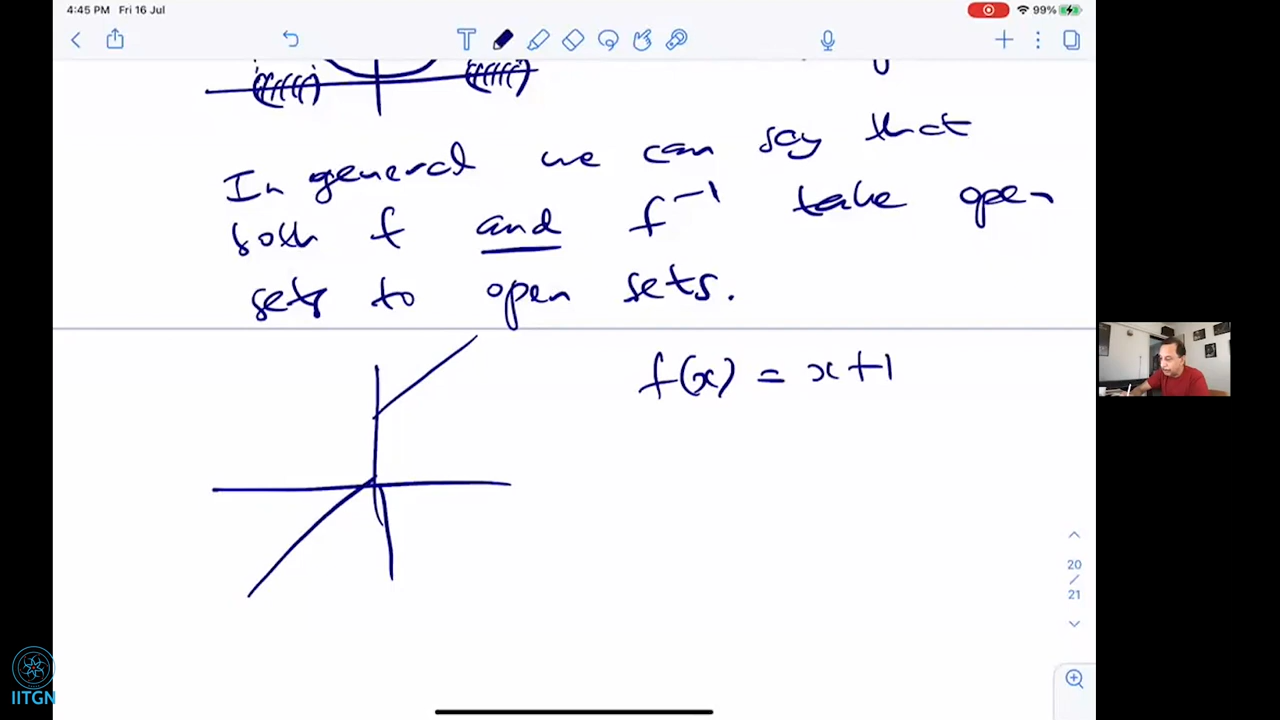 4:45 PM Fri 16 Jul
99%
In general we can say that
both f and f⁻¹ take open
sets to open sets.
f(x) = x+1
20
/
21
IITGN